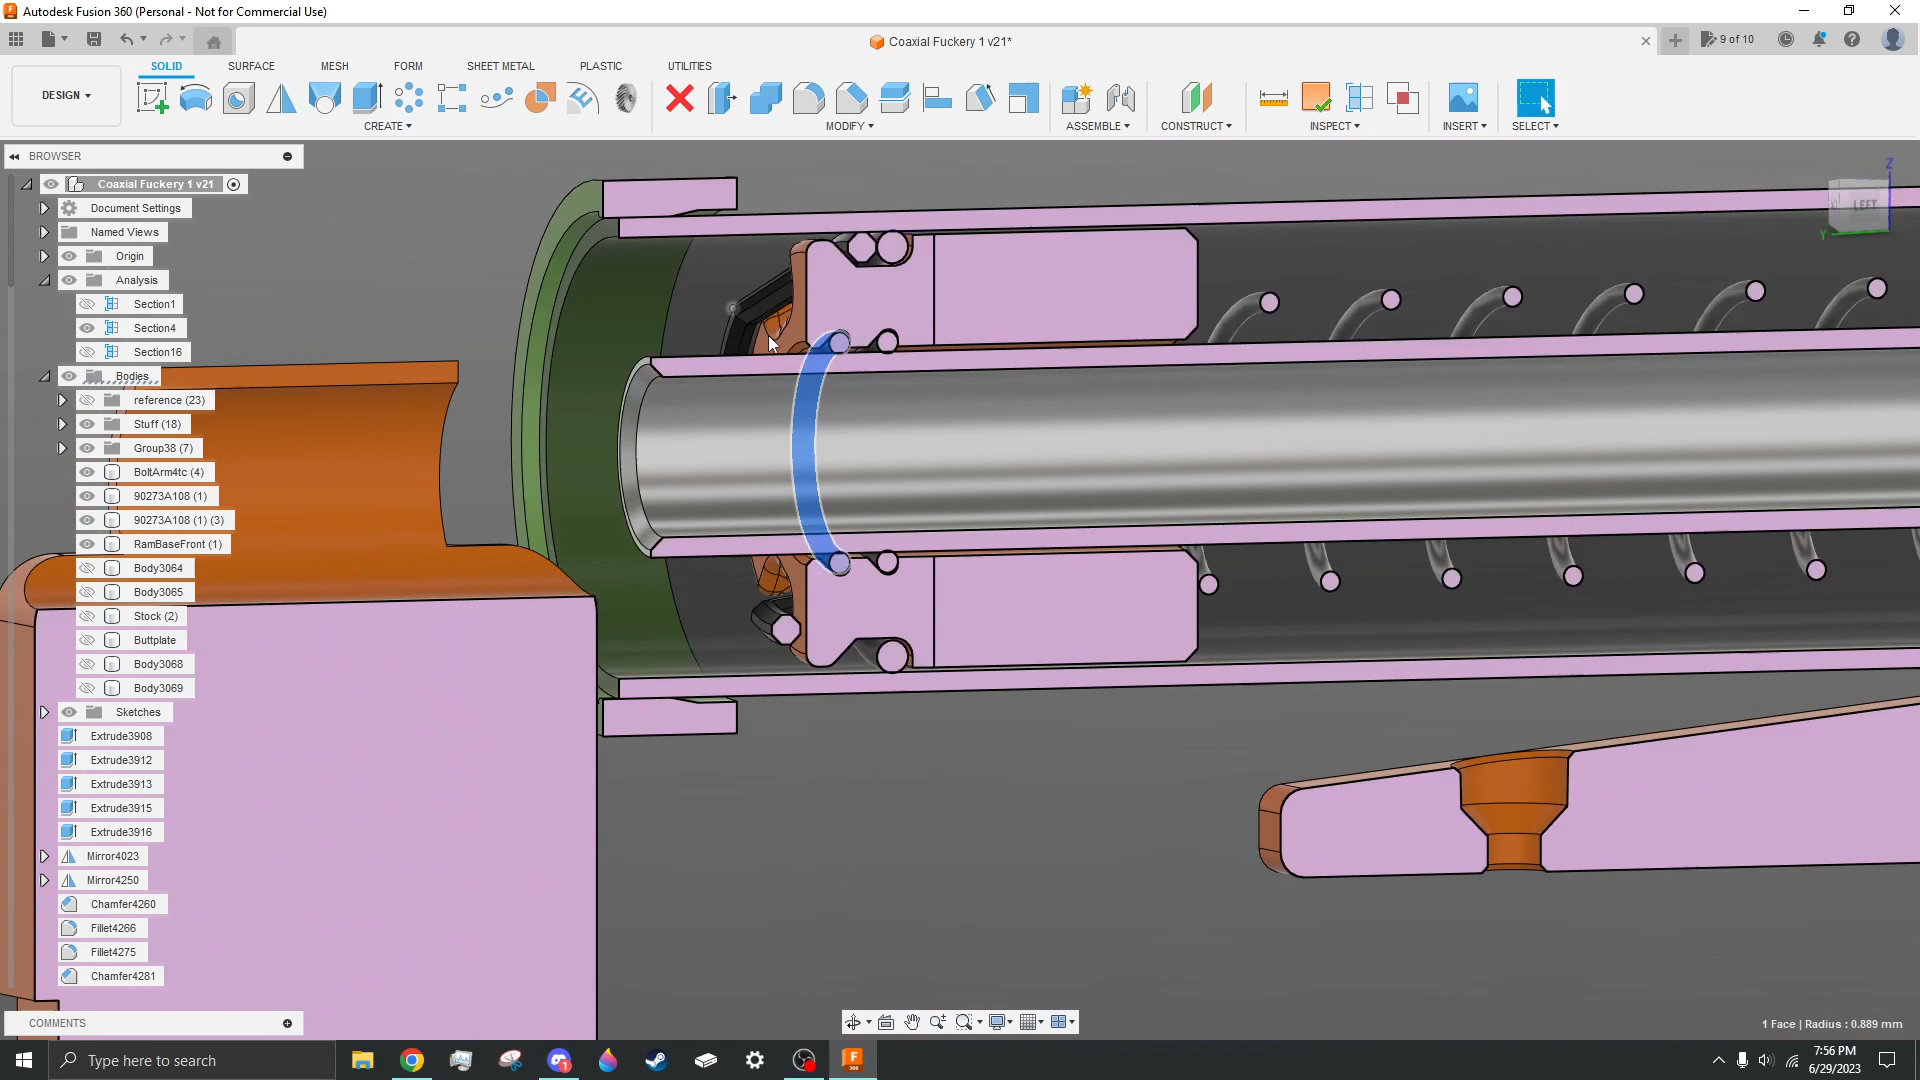 Autodesk Fusion 360 (Personal - Not for Commercial Use)
Coaxial Fuckery 1 v21*
9 of 10
DESIGN
SOLID
SURFACE
MESH
FORM
SHEET METAL
PLASTIC
UTILITIES
CREATE
MODIFY
ASSEMBLE
CONSTRUCT
INSPECT
INSERT
SELECT
BROWSER
Coaxial Fuckery 1 v21
Document Settings
Named Views
Origin
Analysis
Section1
Section4
Section16
Bodies
reference (23)
Stuff (18)
Group38 (7)
BoltArm4tc (4)
90273A108 (1)
90273A108 (1) (3)
RamBaseFront (1)
Body3064
Body3065
Stock (2)
Buttplate
Body3068
Body3069
Sketches
Extrude3908
Extrude3912
Extrude3913
Extrude3915
Extrude3916
Mirror4023
Mirror4250
Chamfer4260
Fillet4266
Fillet4275
Chamfer4281
COMMENTS
Z
LEFT
Y
1 Face | Radius : 0.889 mm
Type here to search
7:56 PM
6/29/2023